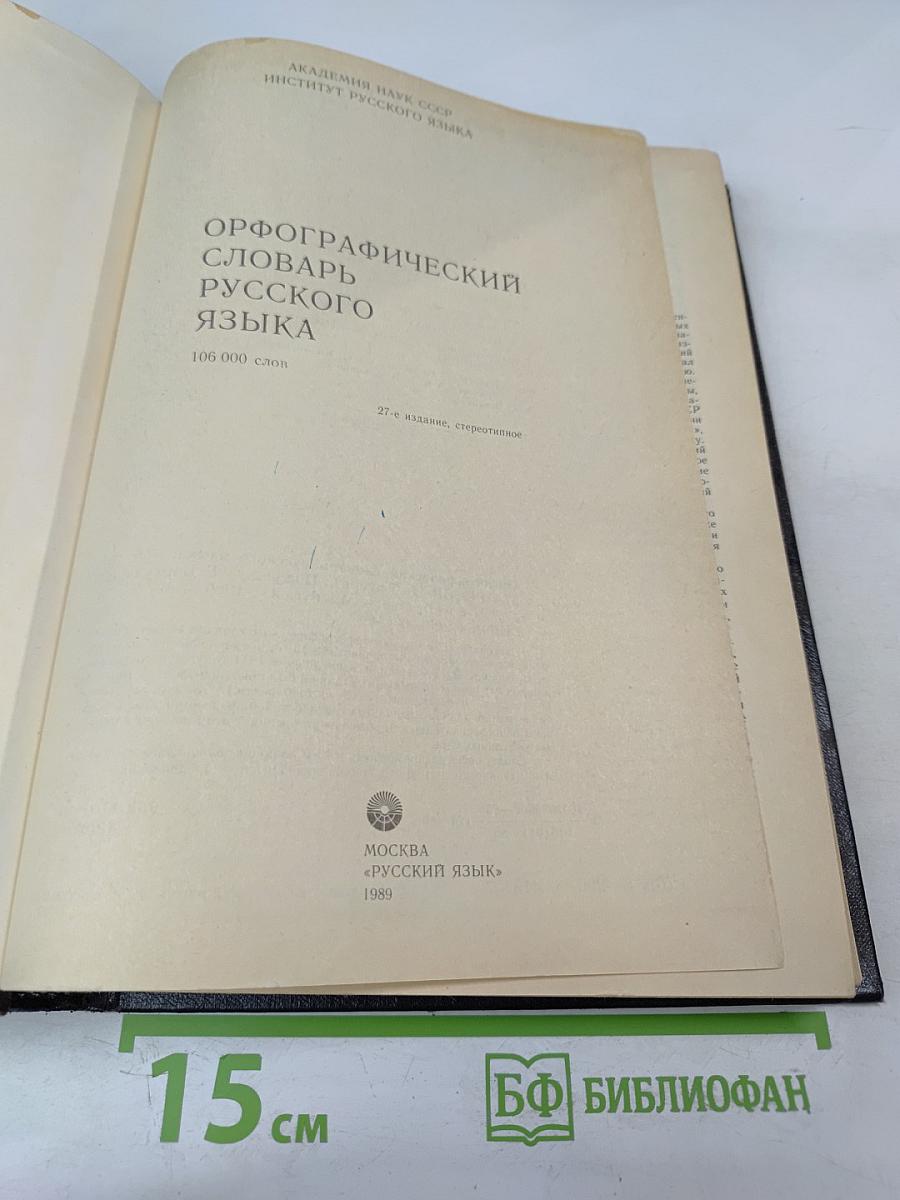 АКАДЕМИЯ НАУК СССР
ИНСТИТУТ РУССКОГО ЯЗЫКА
ОРФОГРАФИЧЕСКИЙ
СЛОВАРЬ
РУССКОГО
ЯЗЫКА
106 000 слов
27-е издание, стереотипное
МОСКВА
«РУССКИЙ ЯЗЫК»
1989
15 см
БФ БИБЛИОФАН